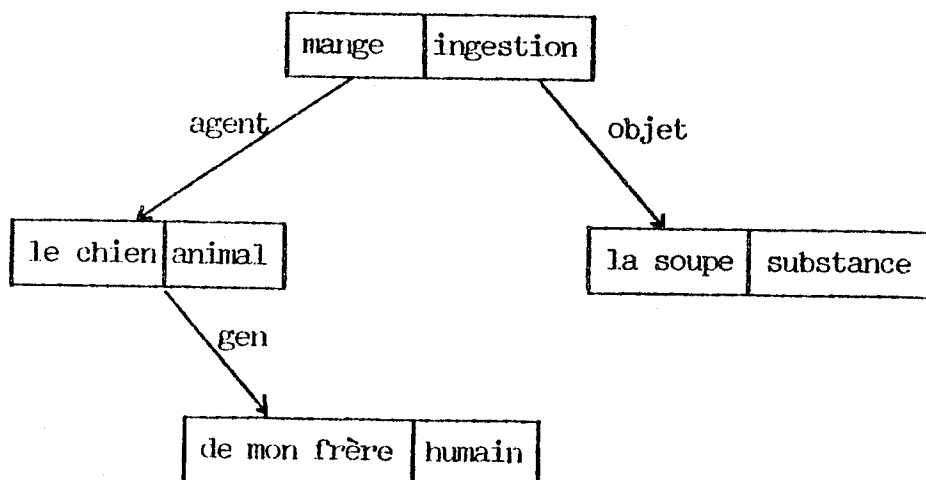 mange ingestion
agent objet
le chien animal
la soupe substance
gen
de mon frère humain